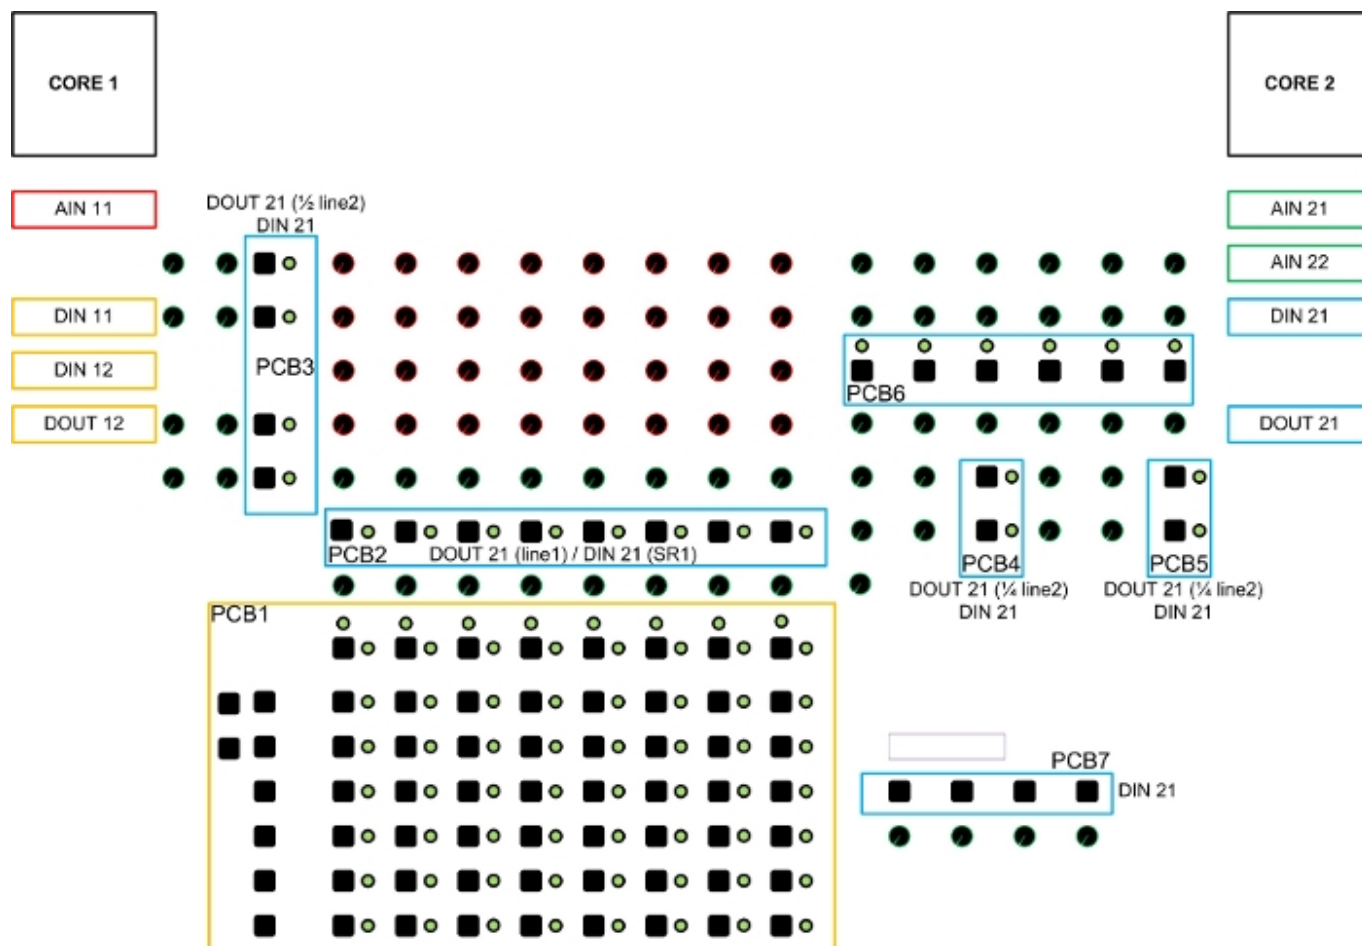 CORE 1
CORE 2
AIN 11
DOUT 21 (½ line2)
DIN 21
AIN 21
AIN 22
DIN 11
DIN 21
DIN 12
PCB3
PCB6
DOUT 12
DOUT 21
PCB2
DOUT 21 (line1) / DIN 21 (SR1)
PCB4
PCB5
DOUT 21 (¼ line2)
DIN 21
DOUT 21 (¼ line2)
DIN 21
PCB1
PCB7
DIN 21